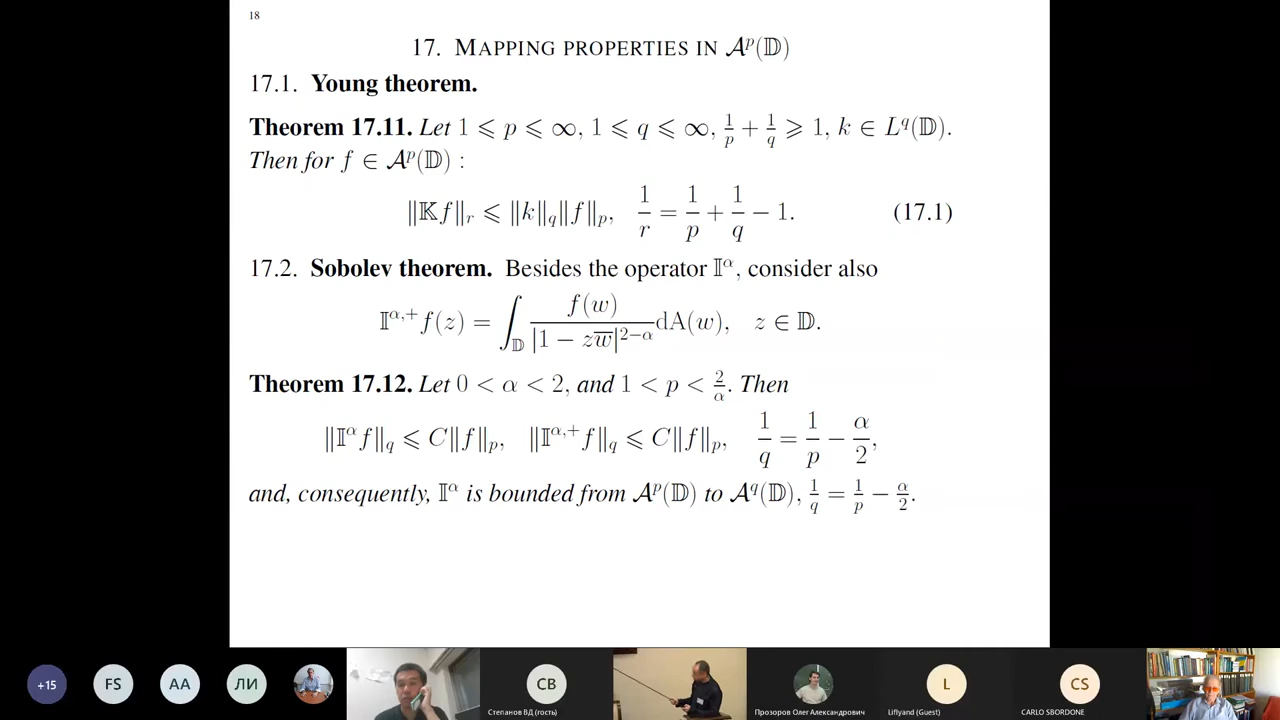 18
17. MAPPING PROPERTIES IN 𝒜ᵖ(𝔻)
17.1. Young theorem.
Theorem 17.11. Let 1 ⩽ p ⩽ ∞, 1 ⩽ q ⩽ ∞, 1/p + 1/q ⩾ 1, k ∈ L^q(𝔻).
Then for f ∈ 𝒜ᵖ(𝔻) :
‖𝕂f‖_r ⩽ ‖k‖_q‖f‖_p, 1/r = 1/p + 1/q − 1. (17.1)
17.2. Sobolev theorem. Besides the operator 𝕀^α, consider also
𝕀^{α,+} f(z) = ∫_𝔻 f(w)/|1 − zw̅|^{2−α} dA(w), z ∈ 𝔻.
Theorem 17.12. Let 0 < α < 2, and 1 < p < 2/α. Then
‖𝕀^α f‖_q ⩽ C‖f‖_p, ‖𝕀^{α,+} f‖_q ⩽ C‖f‖_p, 1/q = 1/p − α/2,
and, consequently, 𝕀^α is bounded from 𝒜ᵖ(𝔻) to 𝒜^q(𝔻), 1/q = 1/p − α/2.
+15 FS AA ЛИ CB L CS
Степанов ВД (гость) Прозоров Олег Александрович Liflyand (Guest) CARLO SBORDONE